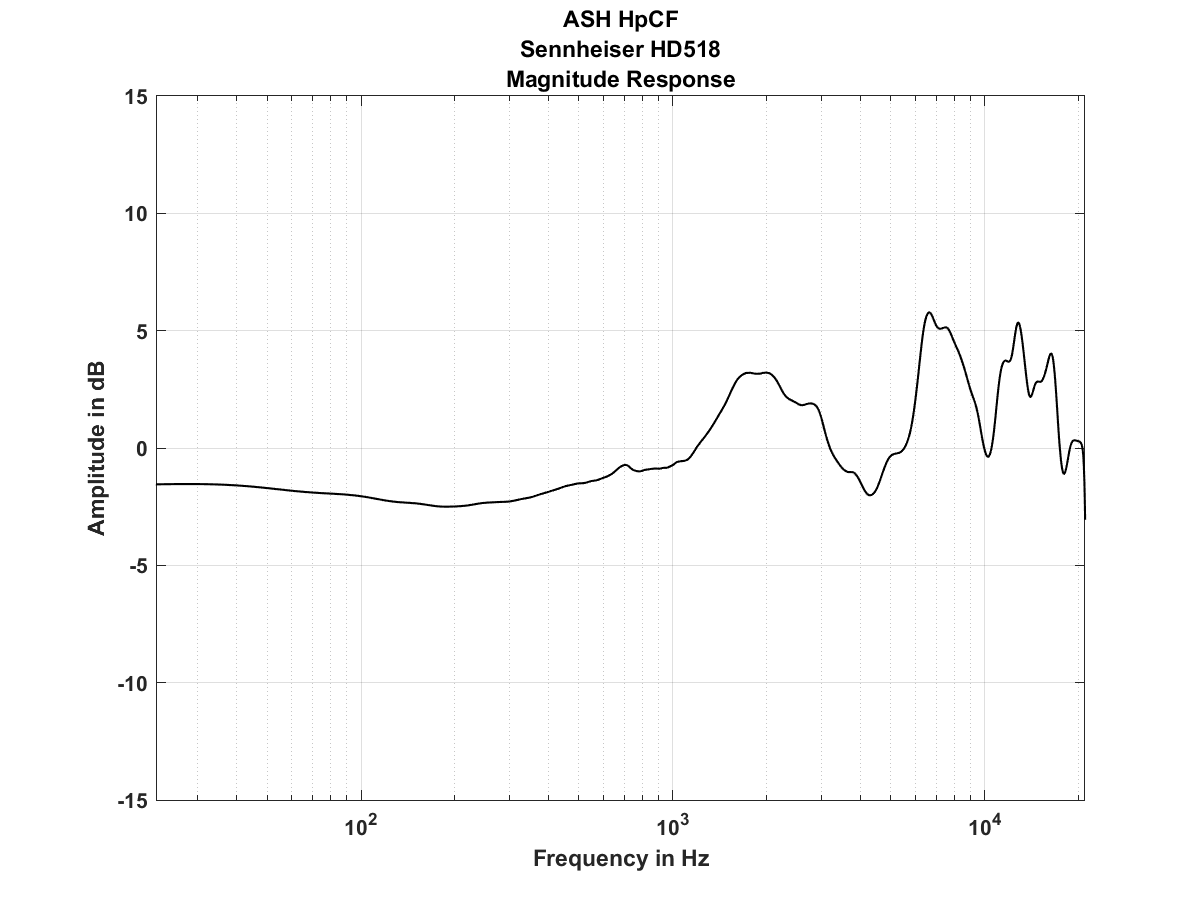 ASH HpCF
Sennheiser HD518
Magnitude Response
15
10
5
0
-5
-10
-15
Amplitude in dB
10²
10³
10⁴
Frequency in Hz